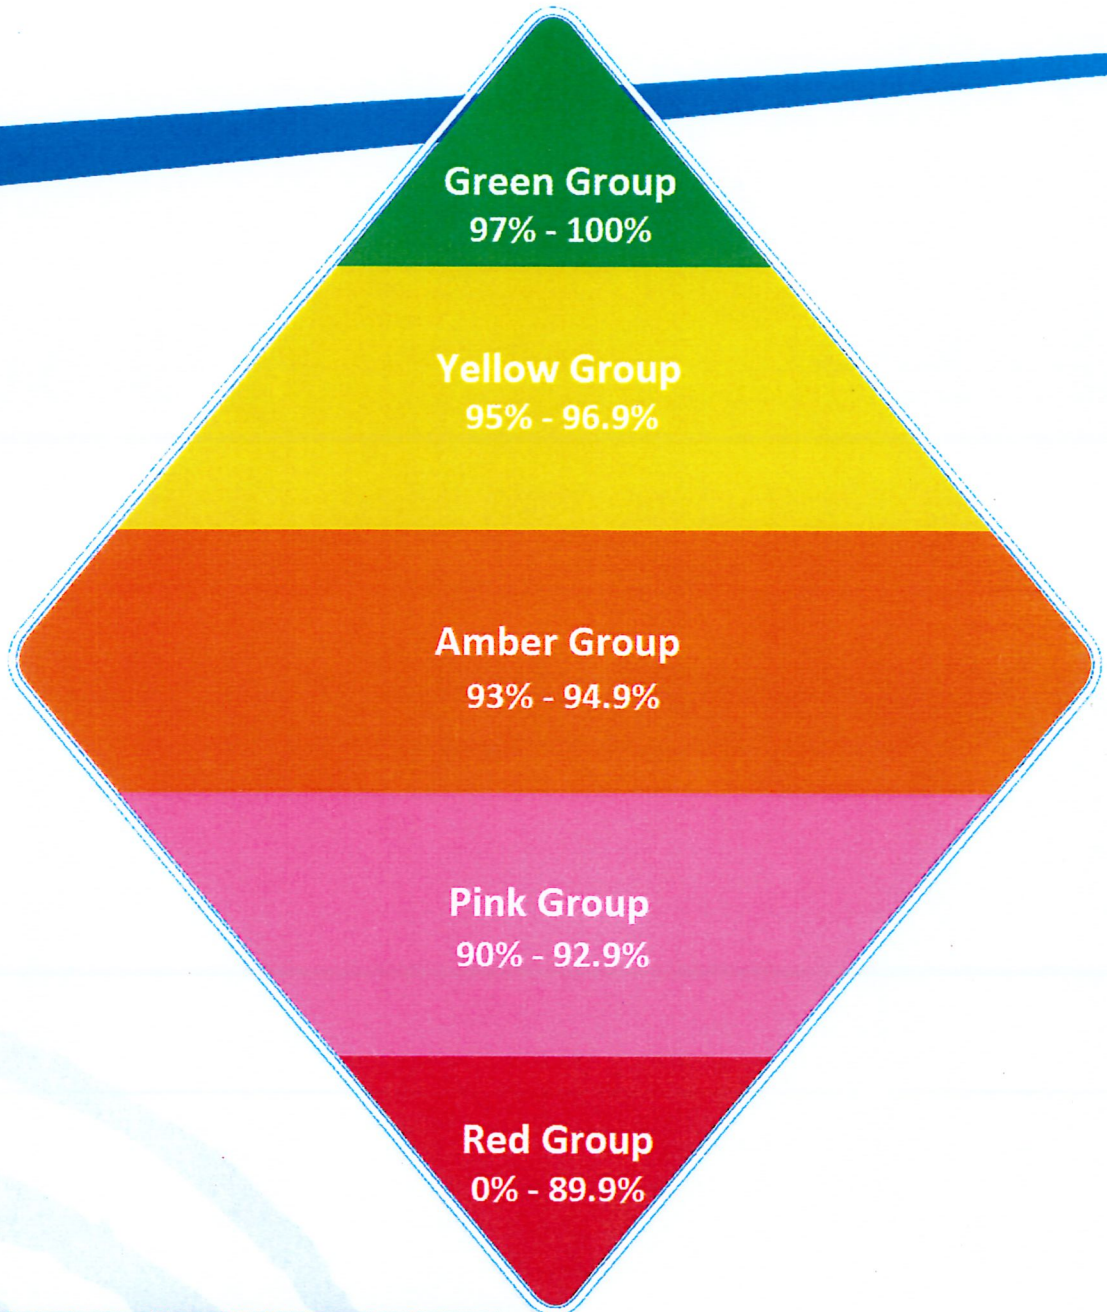 Green Group
97% - 100%
Yellow Group
95% - 96.9%
Amber Group
93% - 94.9%
Pink Group
90% - 92.9%
Red Group
0% - 89.9%